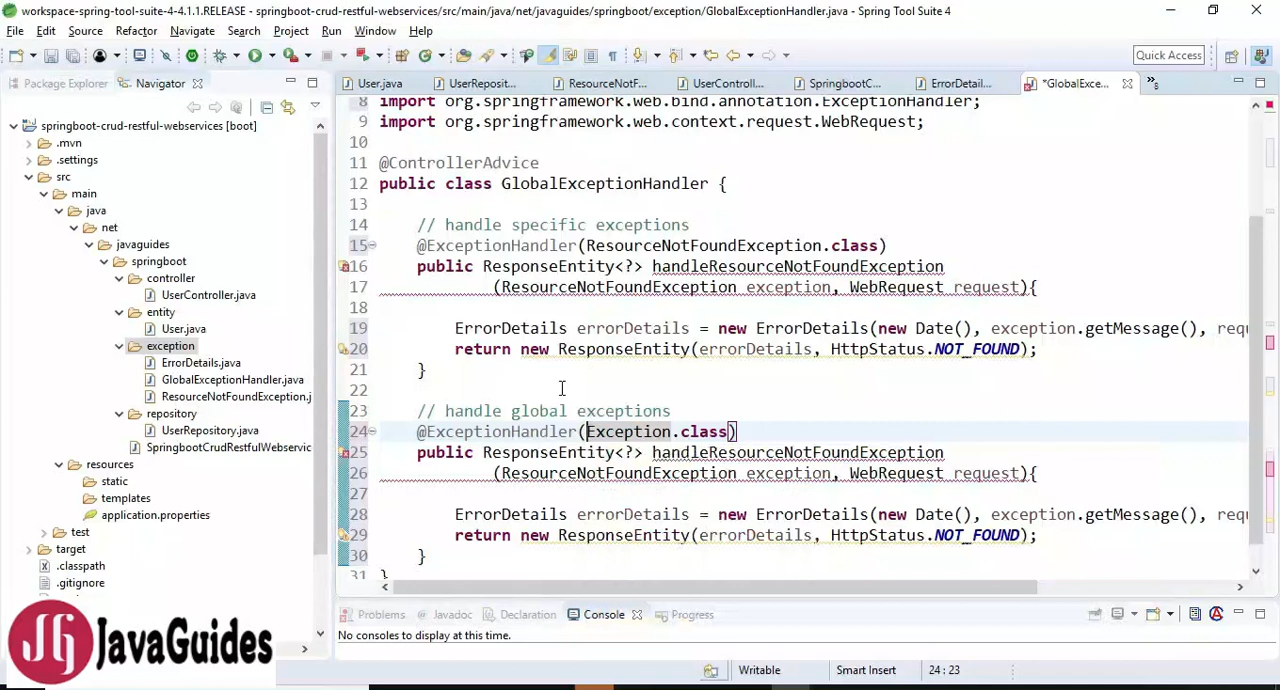 workspace-spring-tool-suite-4-4.1.1.RELEASE - springboot-crud-restful-webservices/src/main/java/net/javaguides/springboot/exception/GlobalExceptionHandler.java - Spring Tool Suite 4
File Edit Source Refactor Navigate Search Project Run Window Help
Quick Access
Package Explorer Navigator
User.java UserReposit... ResourceNotF... UserControll... SpringbootC... ErrorDetail... *GlobalExce...
springboot-crud-restful-webservices [boot]
.mvn
.settings
src
main
java
net
javaguides
springboot
controller
UserController.java
entity
User.java
exception
ErrorDetails.java
GlobalExceptionHandler.java
ResourceNotFoundException.j
repository
UserRepository.java
SpringbootCrudRestfulWebservic
resources
static
templates
application.properties
test
target
.classpath
.gitignore
8 import org.springframework.web.bind.annotation.ExceptionHandler;
9 import org.springframework.web.context.request.WebRequest;
10
11 @ControllerAdvice
12 public class GlobalExceptionHandler {
13
14 // handle specific exceptions
15 @ExceptionHandler(ResourceNotFoundException.class)
16 public ResponseEntity<?> handleResourceNotFoundException
17 (ResourceNotFoundException exception, WebRequest request){
18
19 ErrorDetails errorDetails = new ErrorDetails(new Date(), exception.getMessage(), requ
20 return new ResponseEntity(errorDetails, HttpStatus.NOT_FOUND);
21 }
22
23 // handle global exceptions
24 @ExceptionHandler(Exception.class)
25 public ResponseEntity<?> handleResourceNotFoundException
26 (ResourceNotFoundException exception, WebRequest request){
27
28 ErrorDetails errorDetails = new ErrorDetails(new Date(), exception.getMessage(), requ
29 return new ResponseEntity(errorDetails, HttpStatus.NOT_FOUND);
30 }
31 }
Problems @ Javadoc Declaration Console Progress
No consoles to display at this time.
Writable Smart Insert 24 : 23
JG JavaGuides